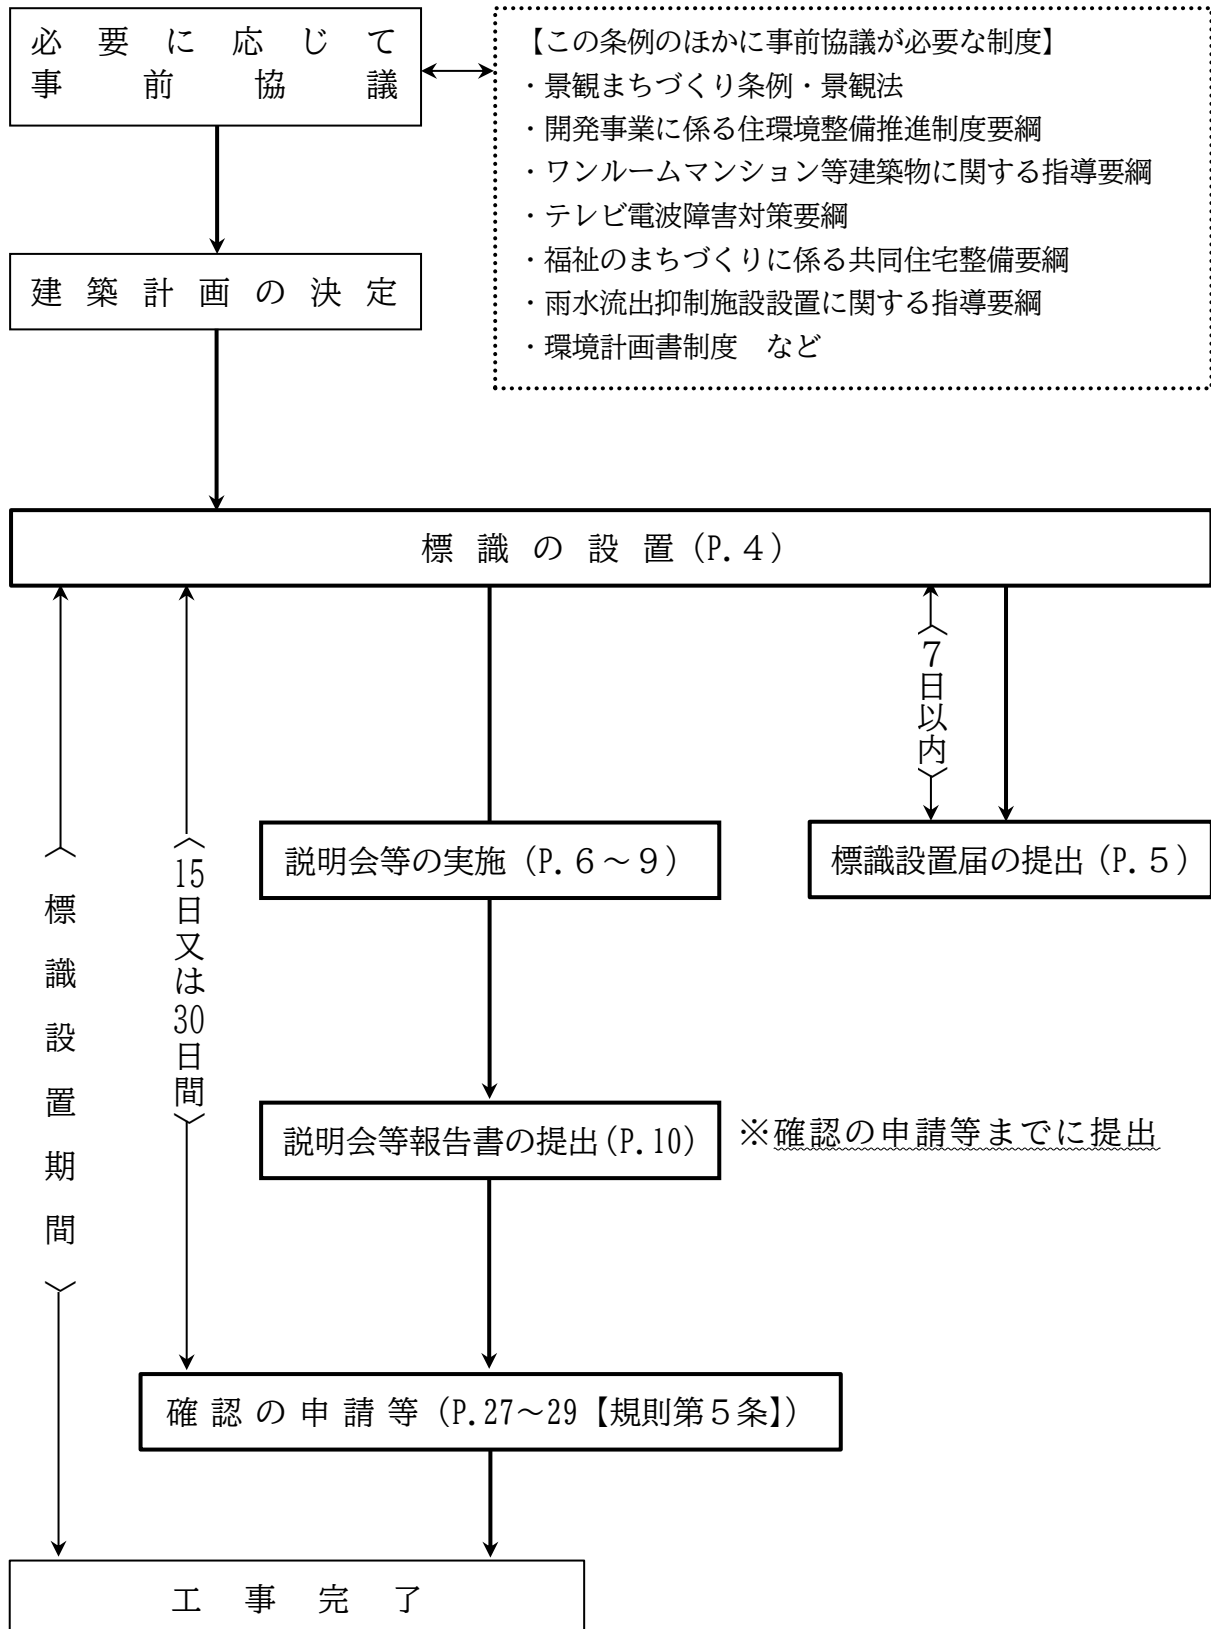 必要に応じて
事前協議
【この条例のほかに事前協議が必要な制度】
・景観まちづくり条例・景観法
・開発事業に係る住環境整備推進制度要綱
・ワンルームマンション等建築物に関する指導要綱
・テレビ電波障害対策要綱
・福祉のまちづくりに係る共同住宅整備要綱
・雨水流出抑制施設設置に関する指導要綱
・環境計画書制度　など
建築計画の決定
標識の設置(P.4)
〈7日以内〉
〈標識設置期間〉
〈15日又は30日間〉
説明会等の実施(P.6～9)
標識設置届の提出(P.5)
説明会等報告書の提出(P.10)
※確認の申請等までに提出
確認の申請等(P.27～29【規則第5条】)
工事完了